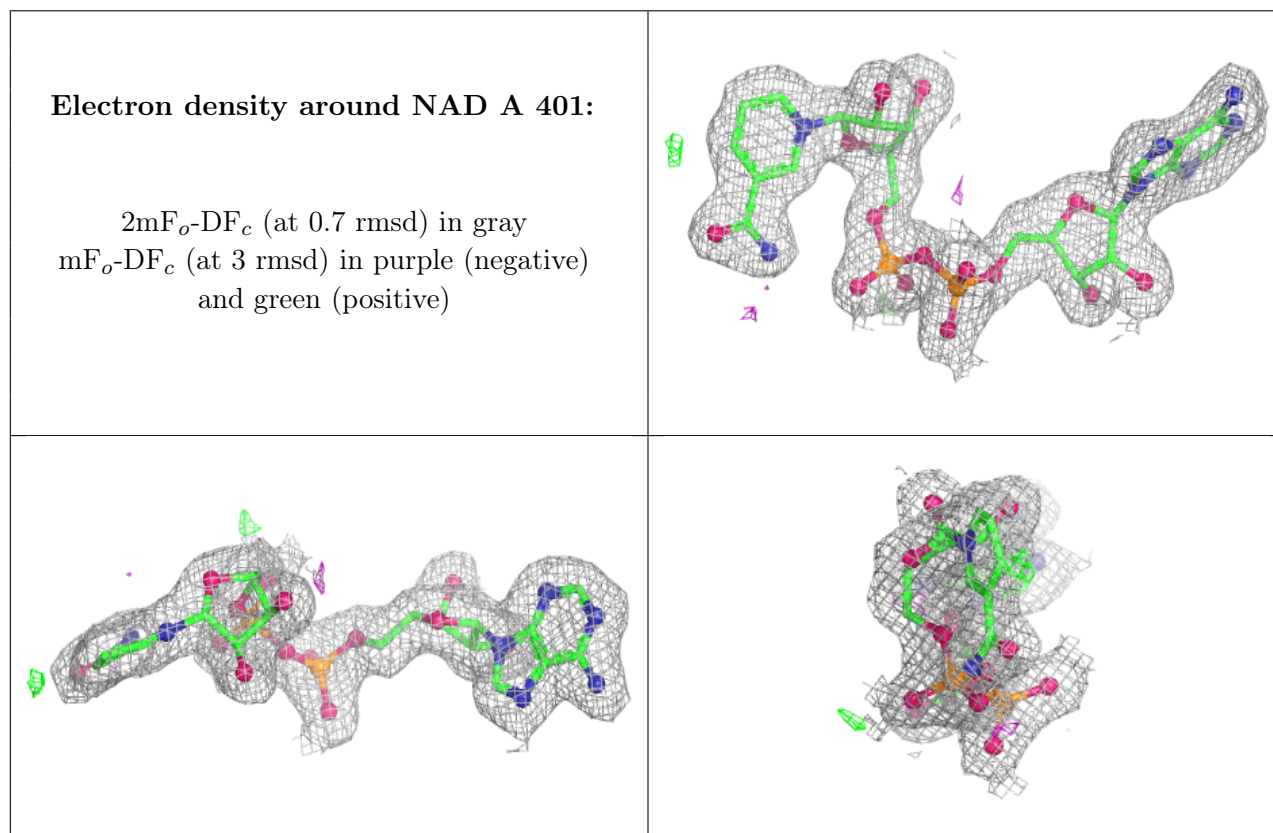 Electron density around NAD A 401:
2mFo-DFc (at 0.7 rmsd) in gray
mFo-DFc (at 3 rmsd) in purple (negative)
and green (positive)